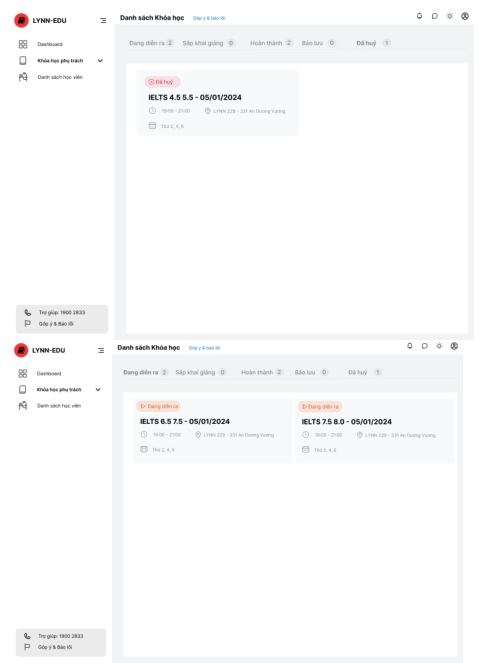 LYNN-EDU
Danh sách Khóa học Góp ý & báo lỗi
Dashboard
Khóa học phụ trách
Danh sách học viên
Đang diễn ra 2 Sắp khai giảng 0 Hoàn thành 2 Bảo lưu 0 Đã huỷ 1
Đã huỷ
IELTS 4.5 5.5 - 05/01/2024
19:00 - 21:00 LYNN 229 - 331 An Dương Vương
Thứ 2, 4, 6
Trợ giúp: 1900 2833
Góp ý & Báo lỗi
LYNN-EDU
Danh sách Khóa học Góp ý & báo lỗi
Dashboard
Khóa học phụ trách
Danh sách học viên
Đang diễn ra 2 Sắp khai giảng 0 Hoàn thành 2 Bảo lưu 0 Đã huỷ 1
Đang diễn ra Đang diễn ra
IELTS 6.5 7.5 - 05/01/2024 IELTS 7.5 8.0 - 05/01/2024
19:00 - 21:00 LYNN 229 - 331 An Dương Vương 19:00 - 21:00 LYNN 229 - 331 An Dương Vương
Thứ 2, 4, 6 Thứ 2, 4, 6
Trợ giúp: 1900 2833
Góp ý & Báo lỗi